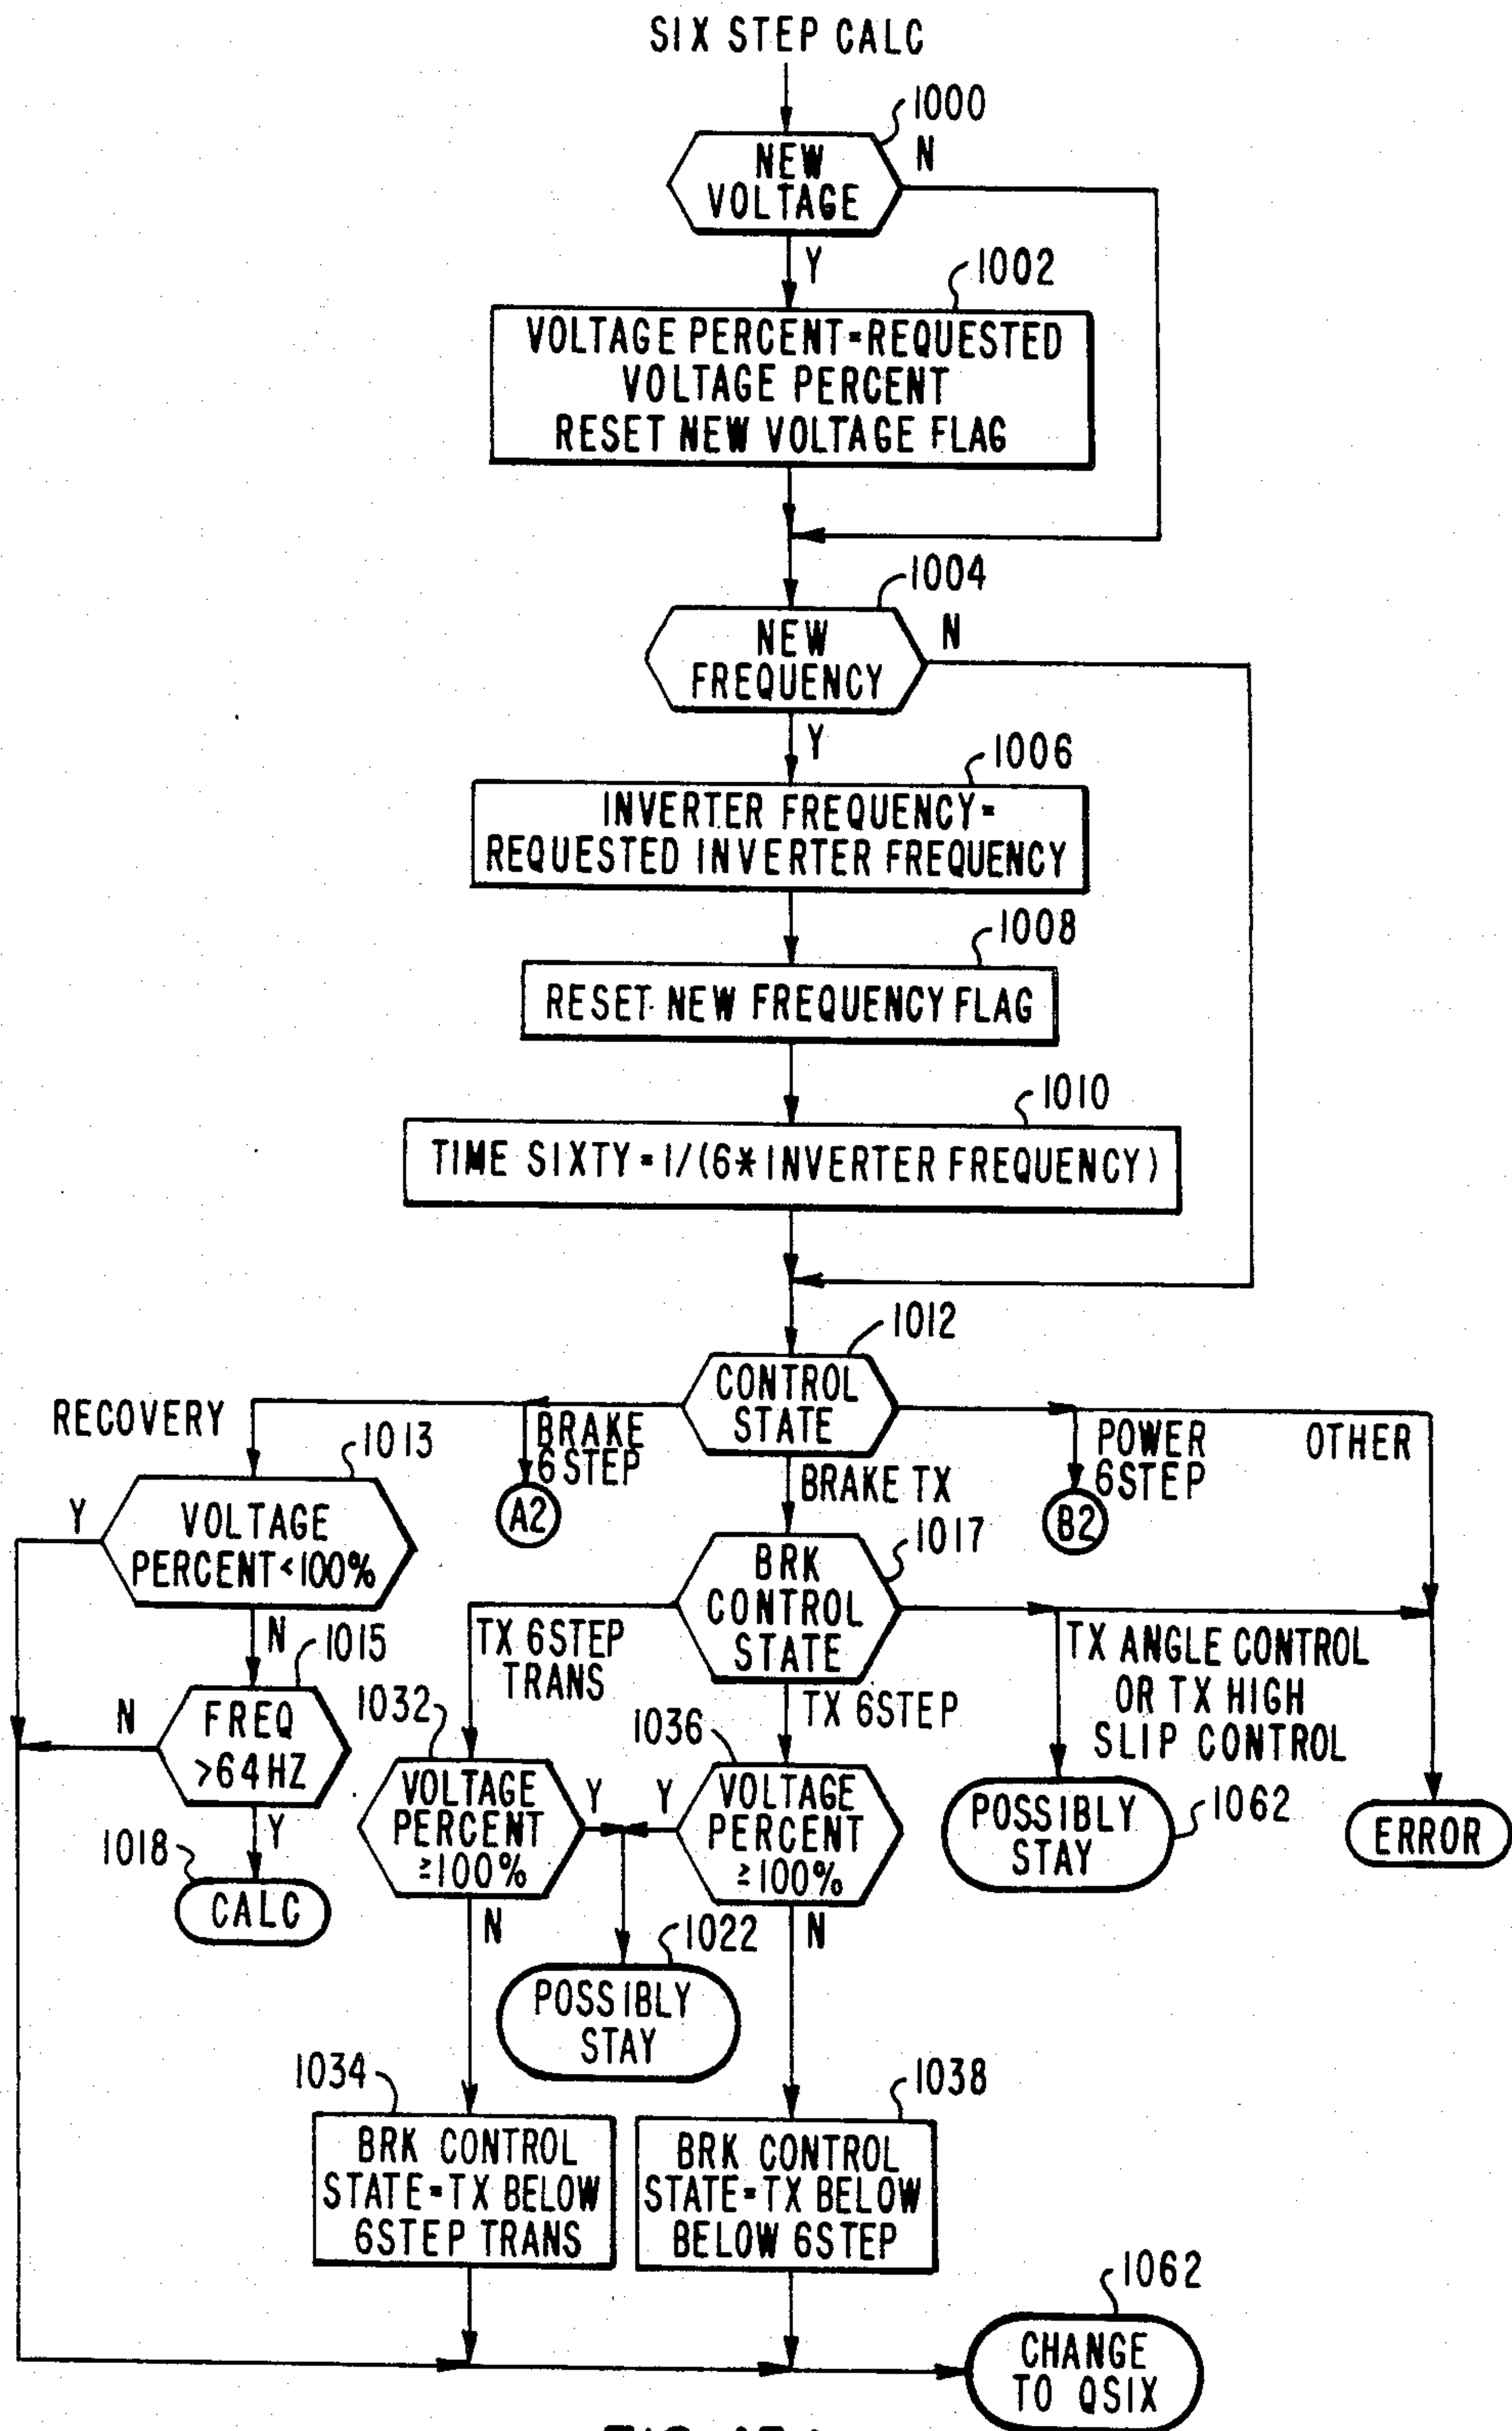 SIX STEP CALC
1000
NEW
VOLTAGE
N
Y
1002
VOLTAGE PERCENT=REQUESTED
VOLTAGE PERCENT
RESET NEW VOLTAGE FLAG
1004
NEW
FREQUENCY
N
Y
1006
INVERTER FREQUENCY=
REQUESTED INVERTER FREQUENCY
1008
RESET NEW FREQUENCY FLAG
1010
TIME SIXTY=1/(6*INVERTER FREQUENCY)
1012
CONTROL
STATE
RECOVERY
BRAKE
6STEP
A2
BRAKE TX
POWER
6STEP
B2
OTHER
1013
VOLTAGE
PERCENT<100%
Y
N
1015
FREQ
>64HZ
N
Y
1018
CALC
1017
BRK
CONTROL
STATE
TX 6STEP
TRANS
TX 6STEP
TX ANGLE CONTROL
OR TX HIGH
SLIP CONTROL
1032
VOLTAGE
PERCENT
≥100%
Y
N
1036
VOLTAGE
PERCENT
≥100%
Y
N
POSSIBLY
STAY
1062
ERROR
1022
POSSIBLY
STAY
1034
BRK CONTROL
STATE=TX BELOW
6STEP TRANS
1038
BRK CONTROL
STATE=TX BELOW
BELOW 6STEP
1062
CHANGE
TO QSIX